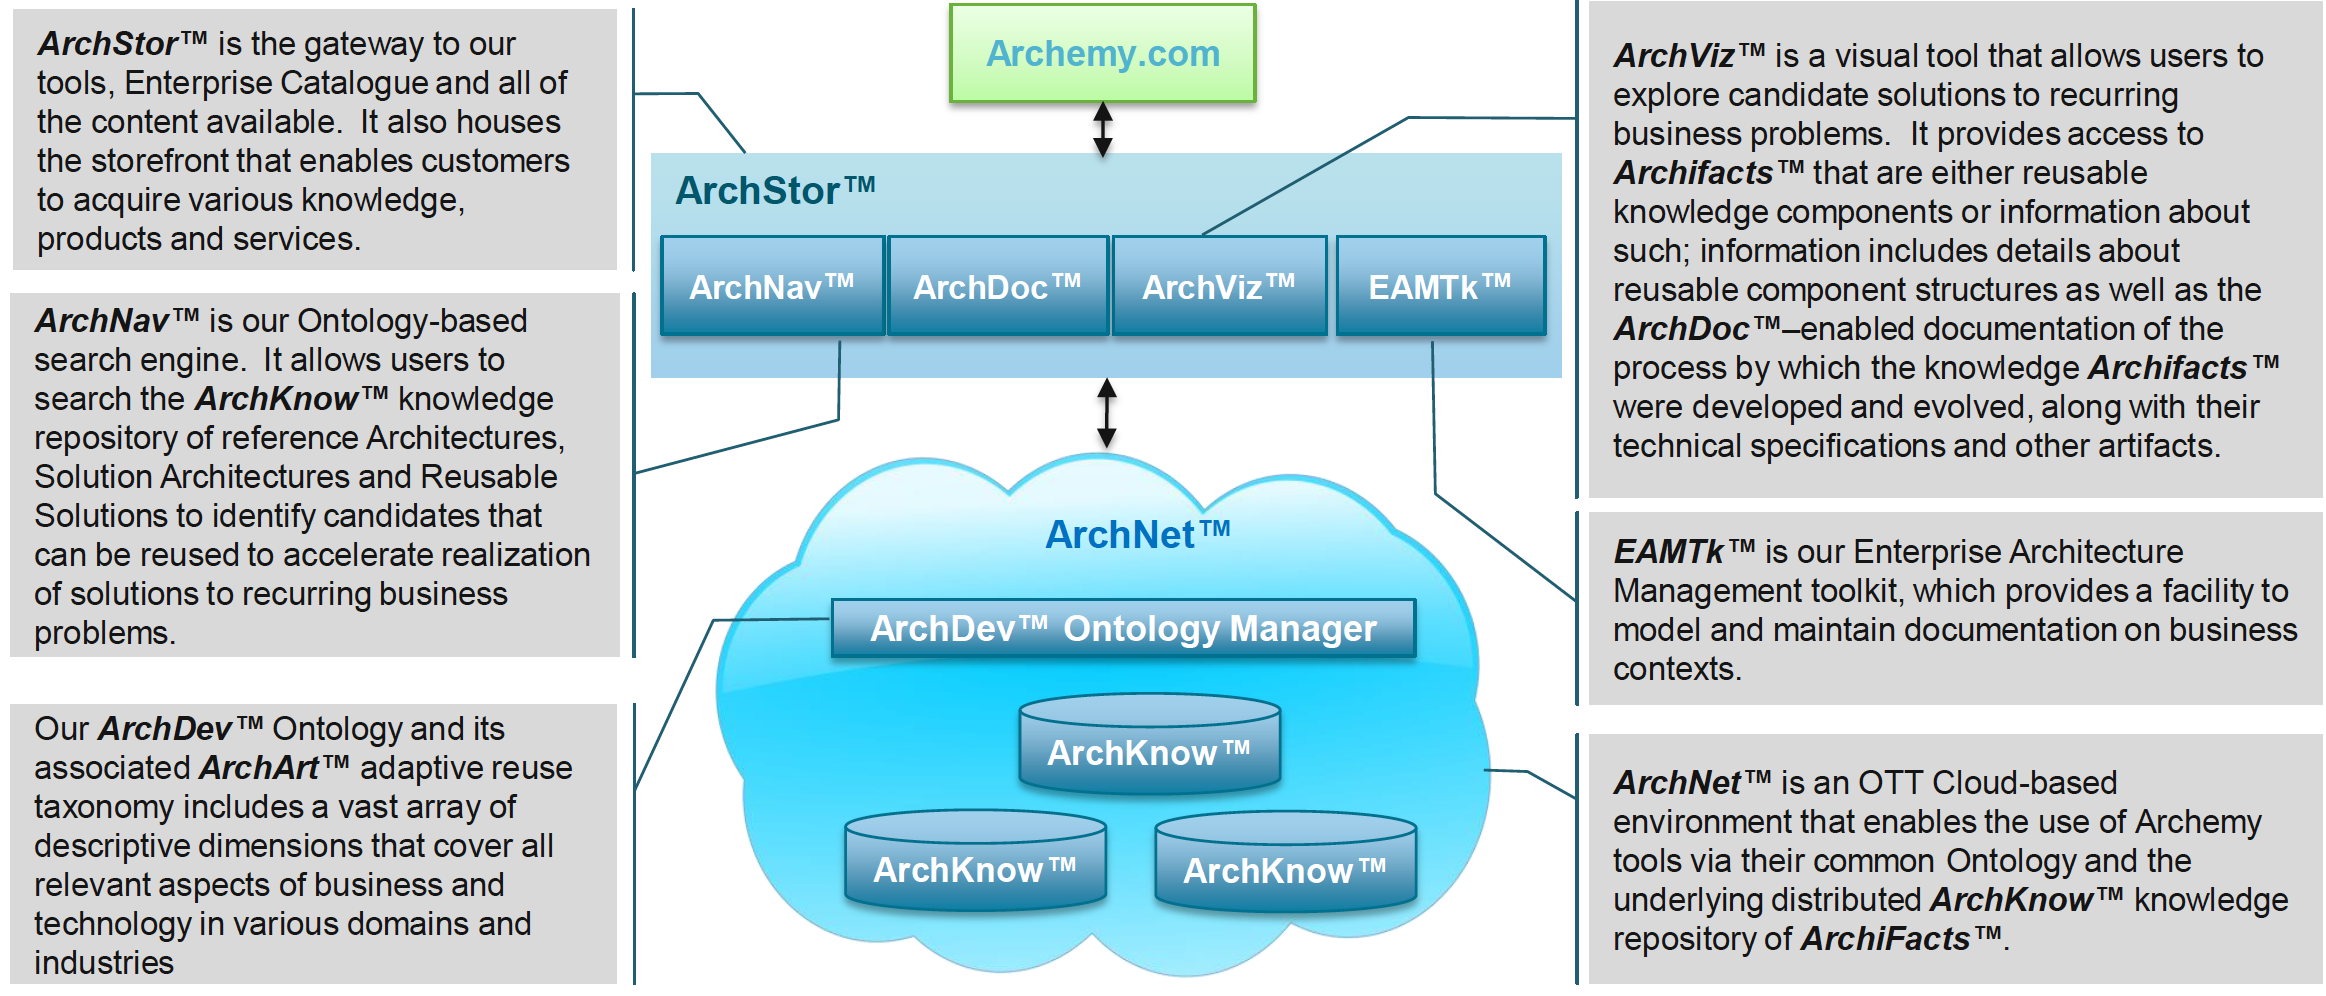 ArchStor™ is the gateway to our
tools, Enterprise Catalogue and all of
the content available.  It also houses
the storefront that enables customers
to acquire various knowledge,
products and services.
ArchNav™ is our Ontology-based
search engine.  It allows users to
search the ArchKnow™ knowledge
repository of reference Architectures,
Solution Architectures and Reusable
Solutions to identify candidates that
can be reused to accelerate realization
of solutions to recurring business
problems.
Our ArchDev™ Ontology and its
associated ArchArt™ adaptive reuse
taxonomy includes a vast array of
descriptive dimensions that cover all
relevant aspects of business and
technology in various domains and
industries
Archemy.com
ArchStor™
ArchNav™
ArchDoc™
ArchViz™
EAMTk™
ArchNet™
ArchDev™ Ontology Manager
ArchKnow™
ArchKnow™
ArchKnow™
ArchViz™ is a visual tool that allows users to
explore candidate solutions to recurring
business problems.  It provides access to
Archifacts™ that are either reusable
knowledge components or information about
such; information includes details about
reusable component structures as well as the
ArchDoc™–enabled documentation of the
process by which the knowledge Archifacts™
were developed and evolved, along with their
technical specifications and other artifacts.
EAMTk™ is our Enterprise Architecture
Management toolkit, which provides a facility to
model and maintain documentation on business
contexts.
ArchNet™ is an OTT Cloud-based
environment that enables the use of Archemy
tools via their common Ontology and the
underlying distributed ArchKnow™ knowledge
repository of ArchiFacts™.